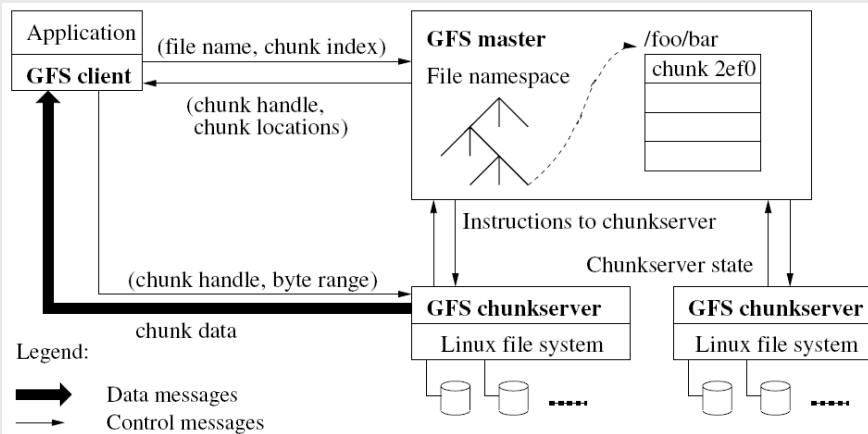 Application
GFS client
(file name, chunk index)
(chunk handle,
chunk locations)
GFS master
File namespace
/foo/bar
chunk 2ef0
Instructions to chunkserver
Chunkserver state
(chunk handle, byte range)
chunk data
GFS chunkserver
Linux file system
GFS chunkserver
Linux file system
Legend:
Data messages
Control messages